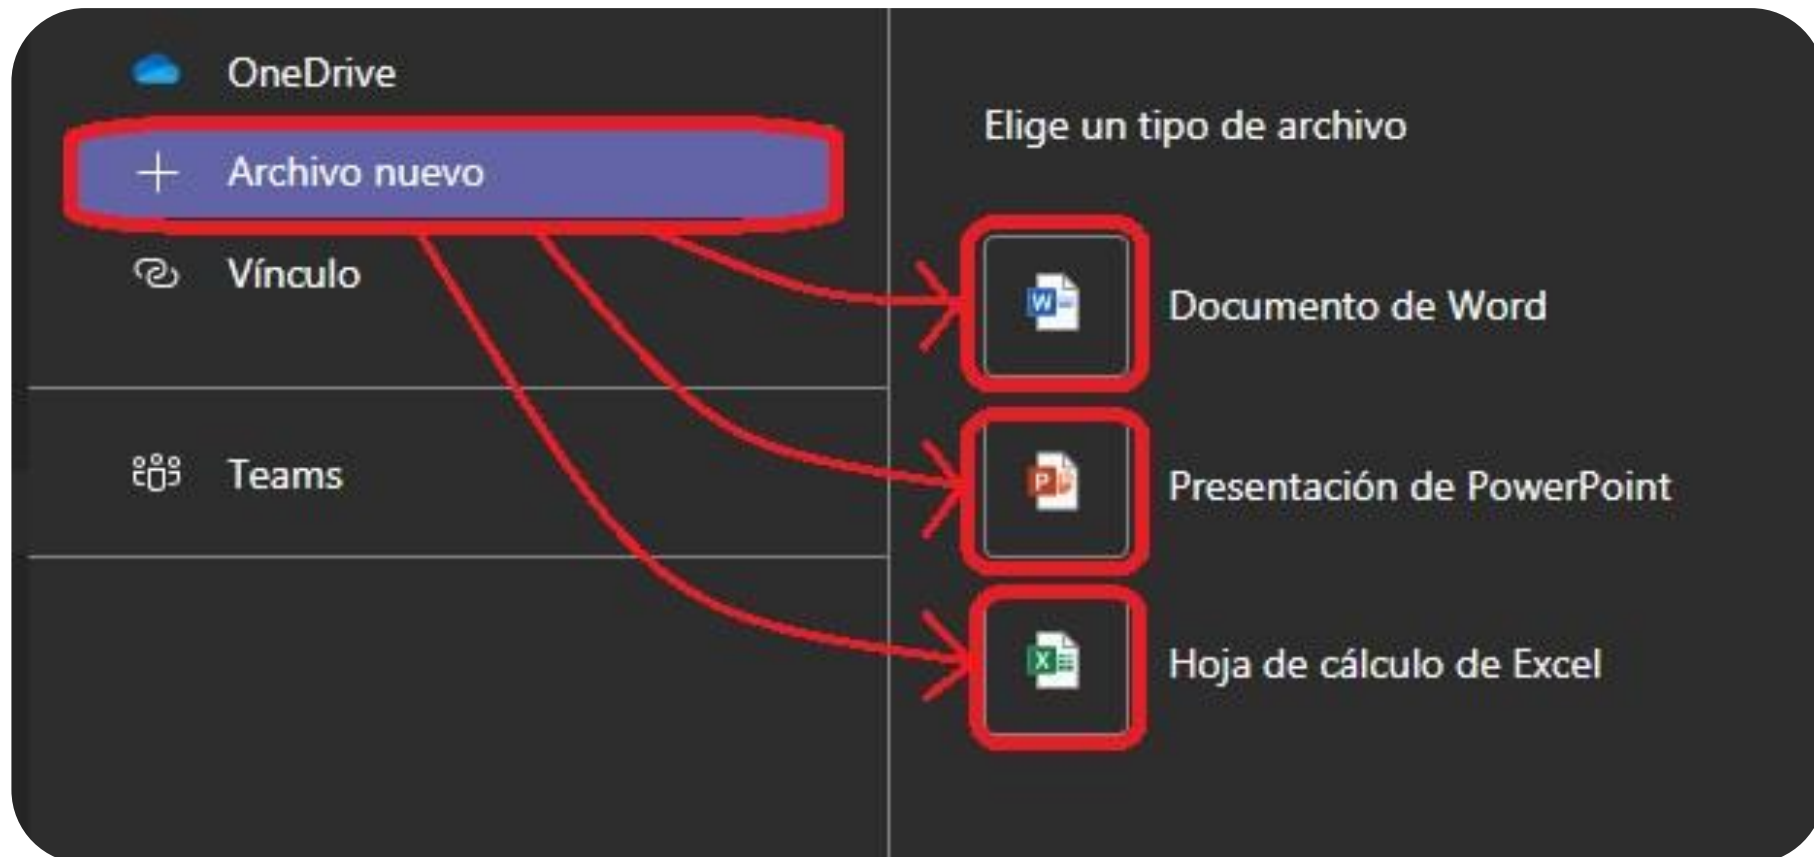 OneDrive
Archivo nuevo
Vínculo
Teams
Elige un tipo de archivo
W
Documento de Word
P
Presentación de PowerPoint
X
Hoja de cálculo de Excel